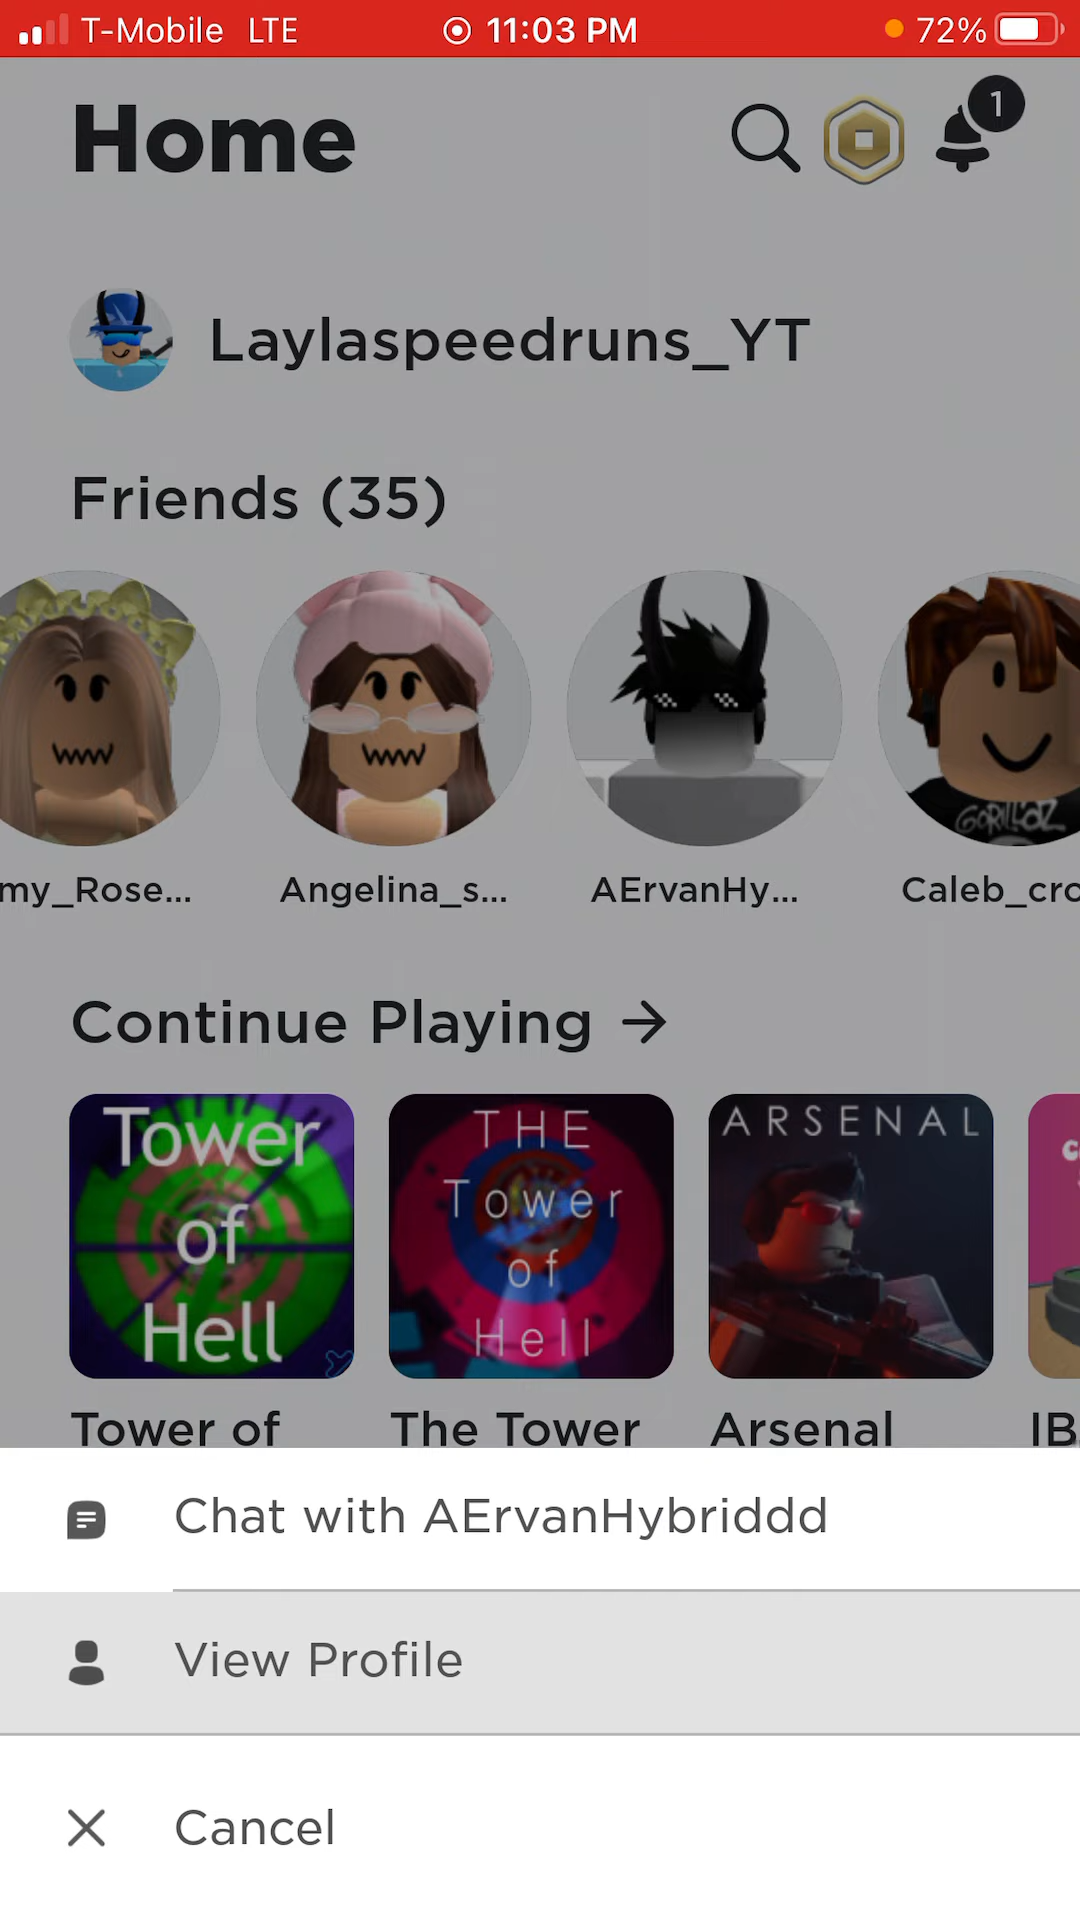 T-Mobile LTE 11:03 PM 72%
Home
1
Laylaspeedruns_YT
Friends (35)
GORILLAZ
my_Rose... Angelina_s... AErvanHy... Caleb_cro
Continue Playing →
Tower
of
Hell
THE
Tower
of
Hell
ARSENAL
Tower of The Tower Arsenal IB
Chat with AErvanHybriddd
View Profile
Cancel